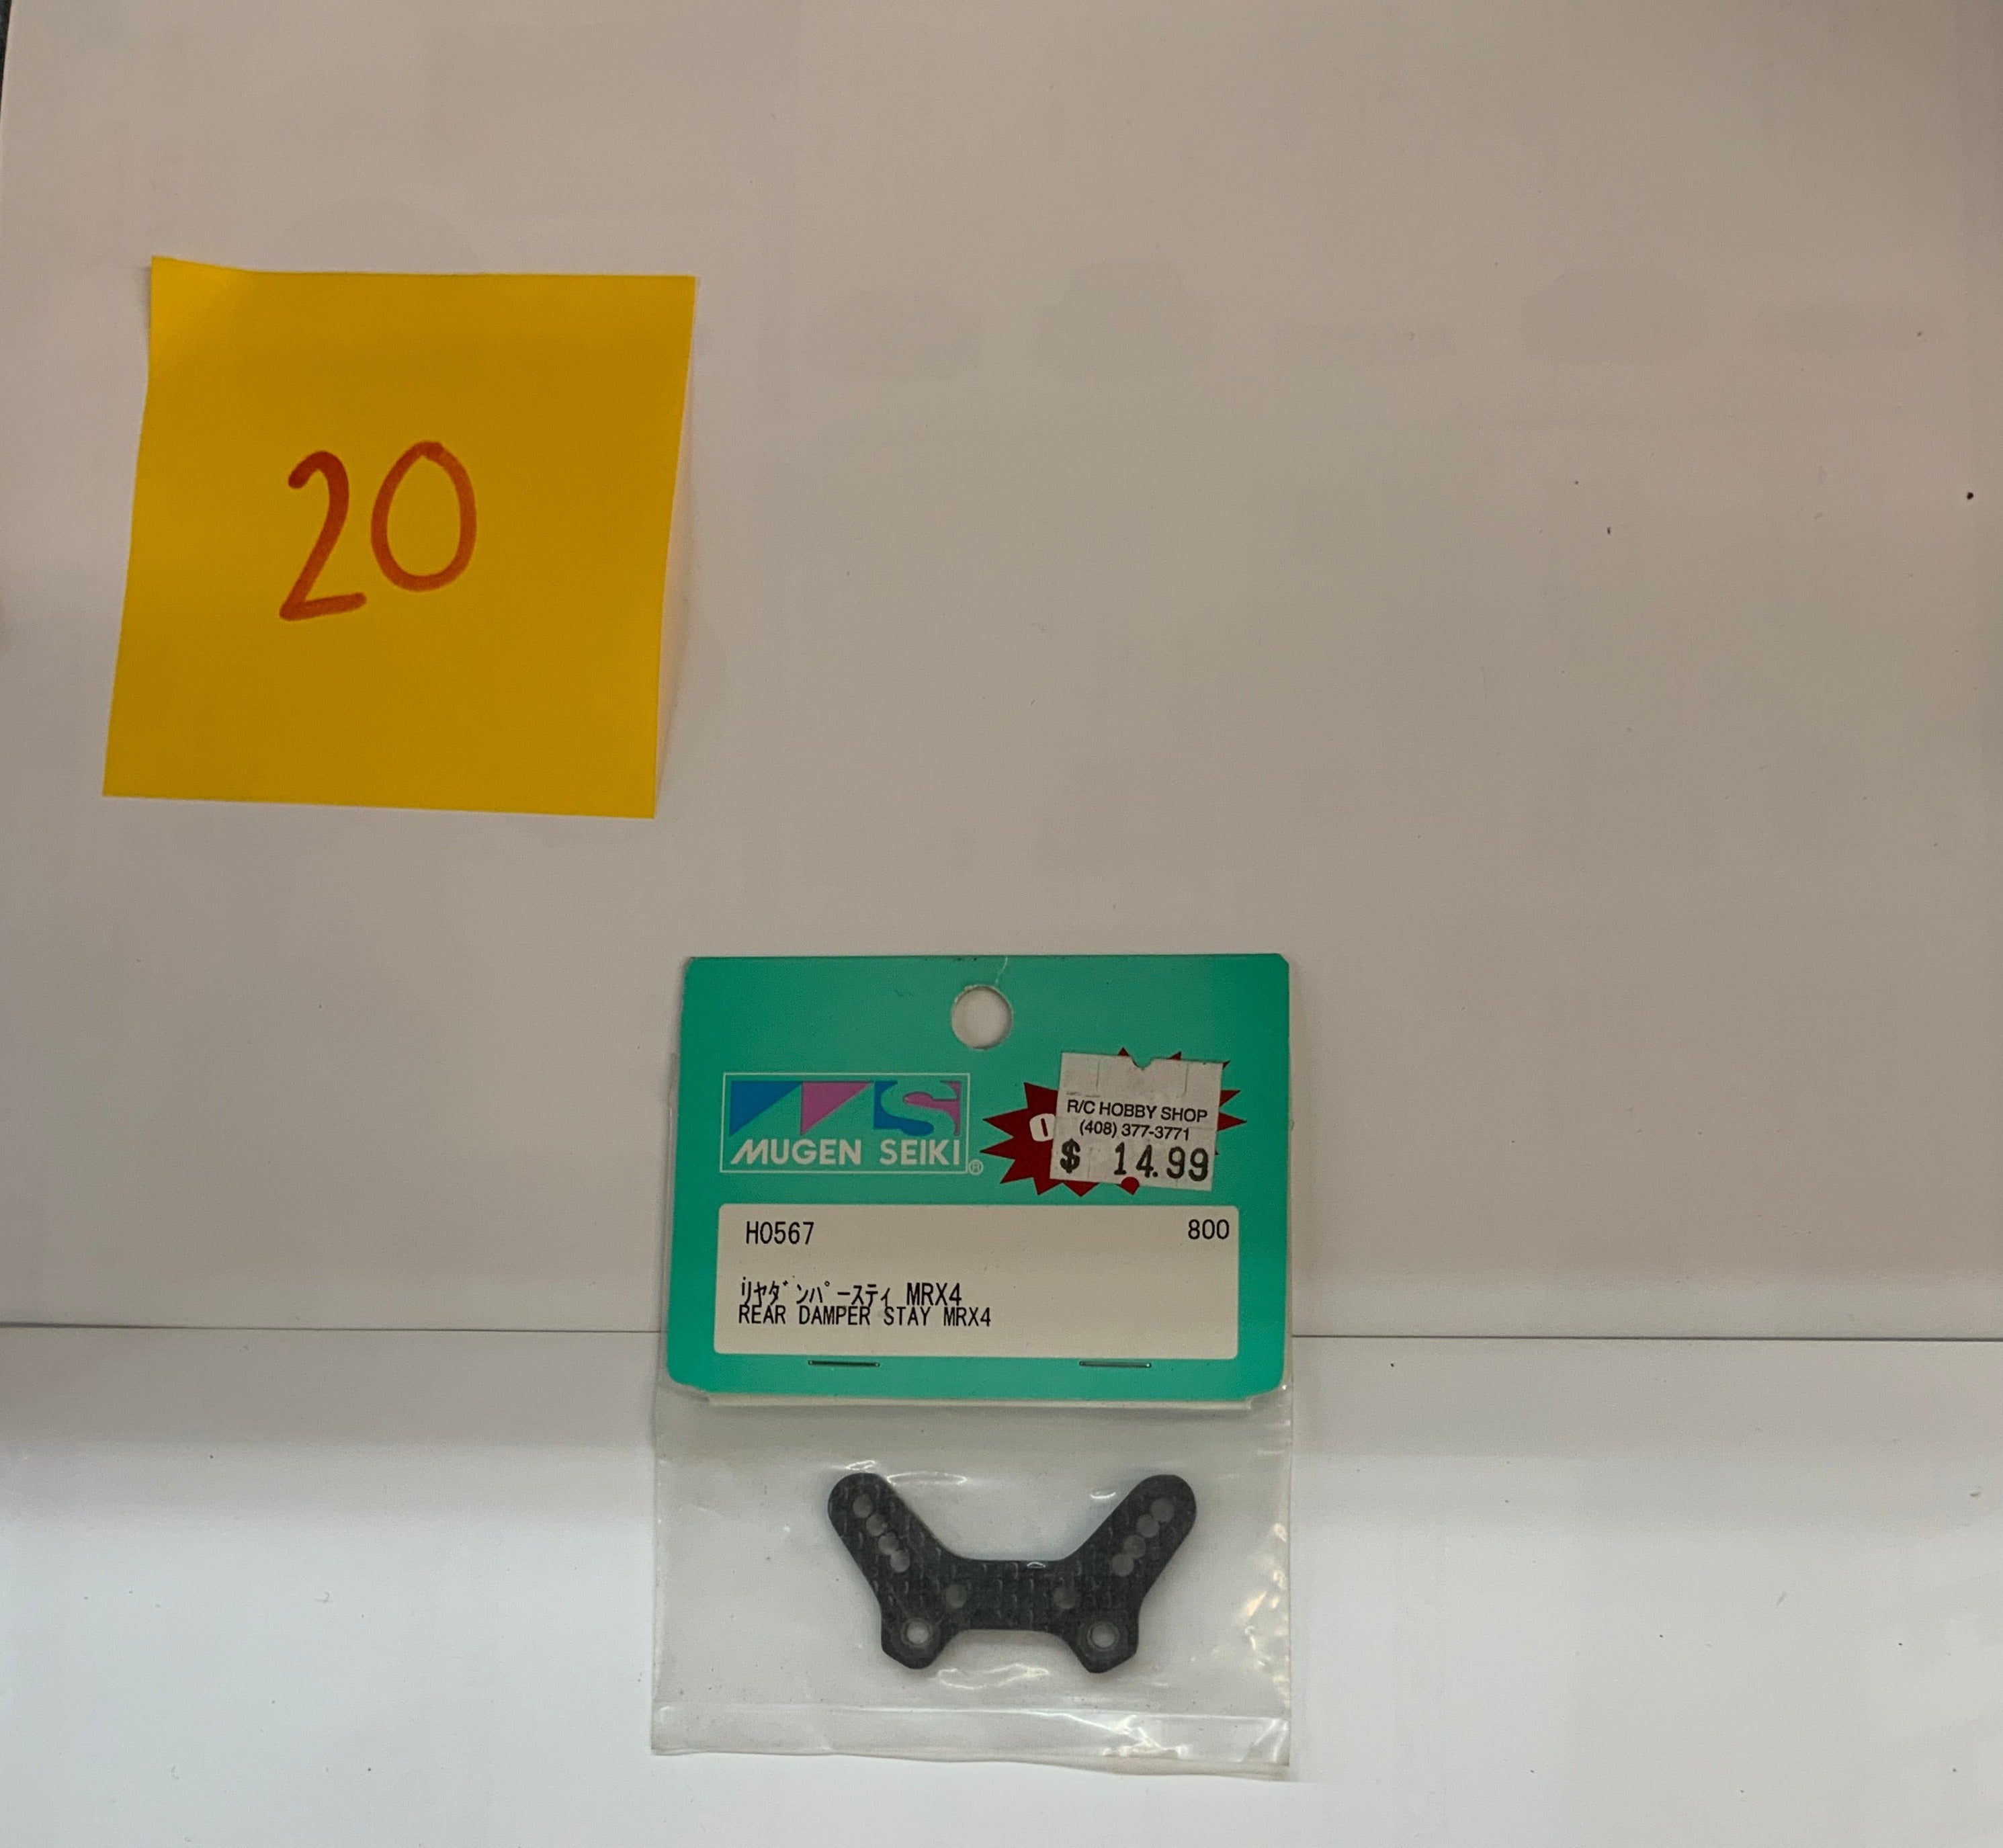 20
MUGEN SEIKI®
R/C HOBBY SHOP
(408) 377-3771
$ 14.99
H0567 800
リヤダンパーステイ MRX4
REAR DAMPER STAY MRX4